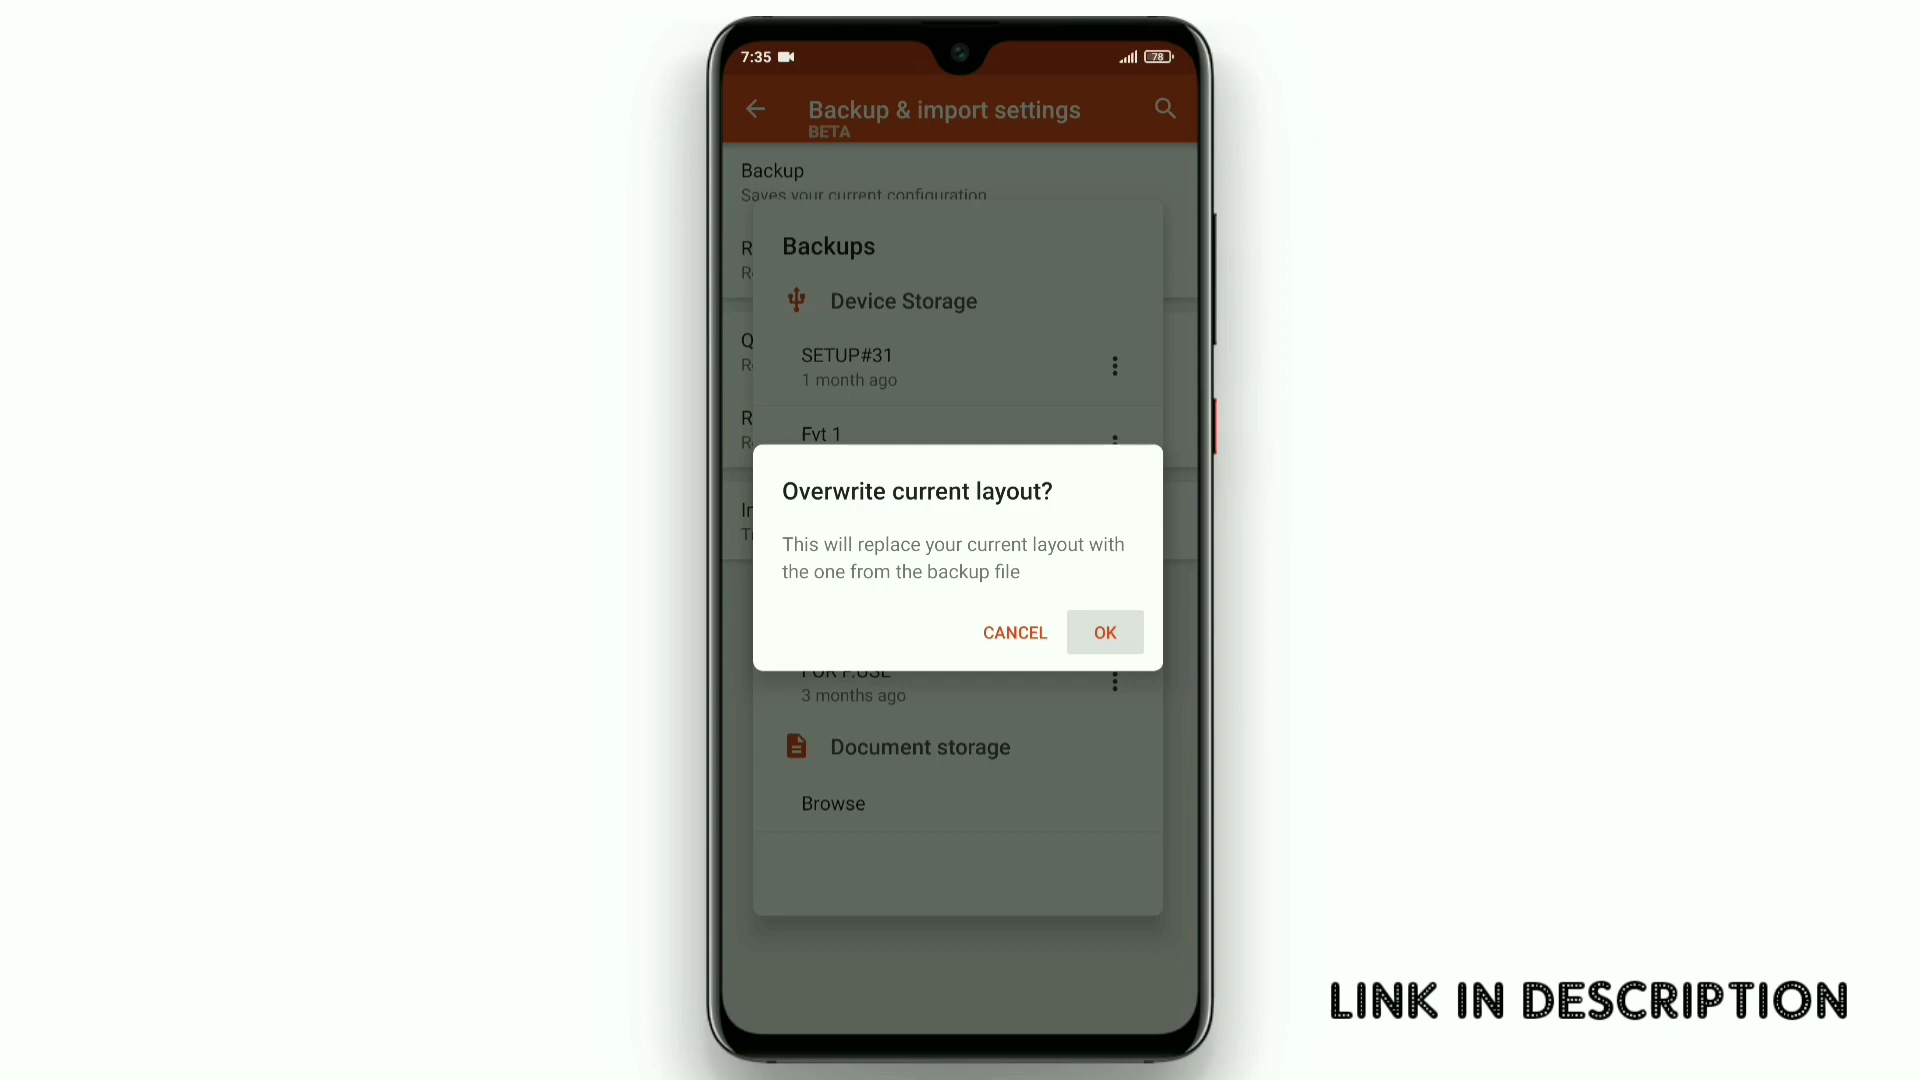 7:35
78
Backup & import settings
BETA
Backup
Saves your current configuration
Backups
Device Storage
SETUP#31
1 month ago
Fvt 1
Overwrite current layout?
This will replace your current layout with
the one from the backup file
CANCEL
OK
FOR P.USE
3 months ago
Document storage
Browse
LINK IN DESCRIPTION